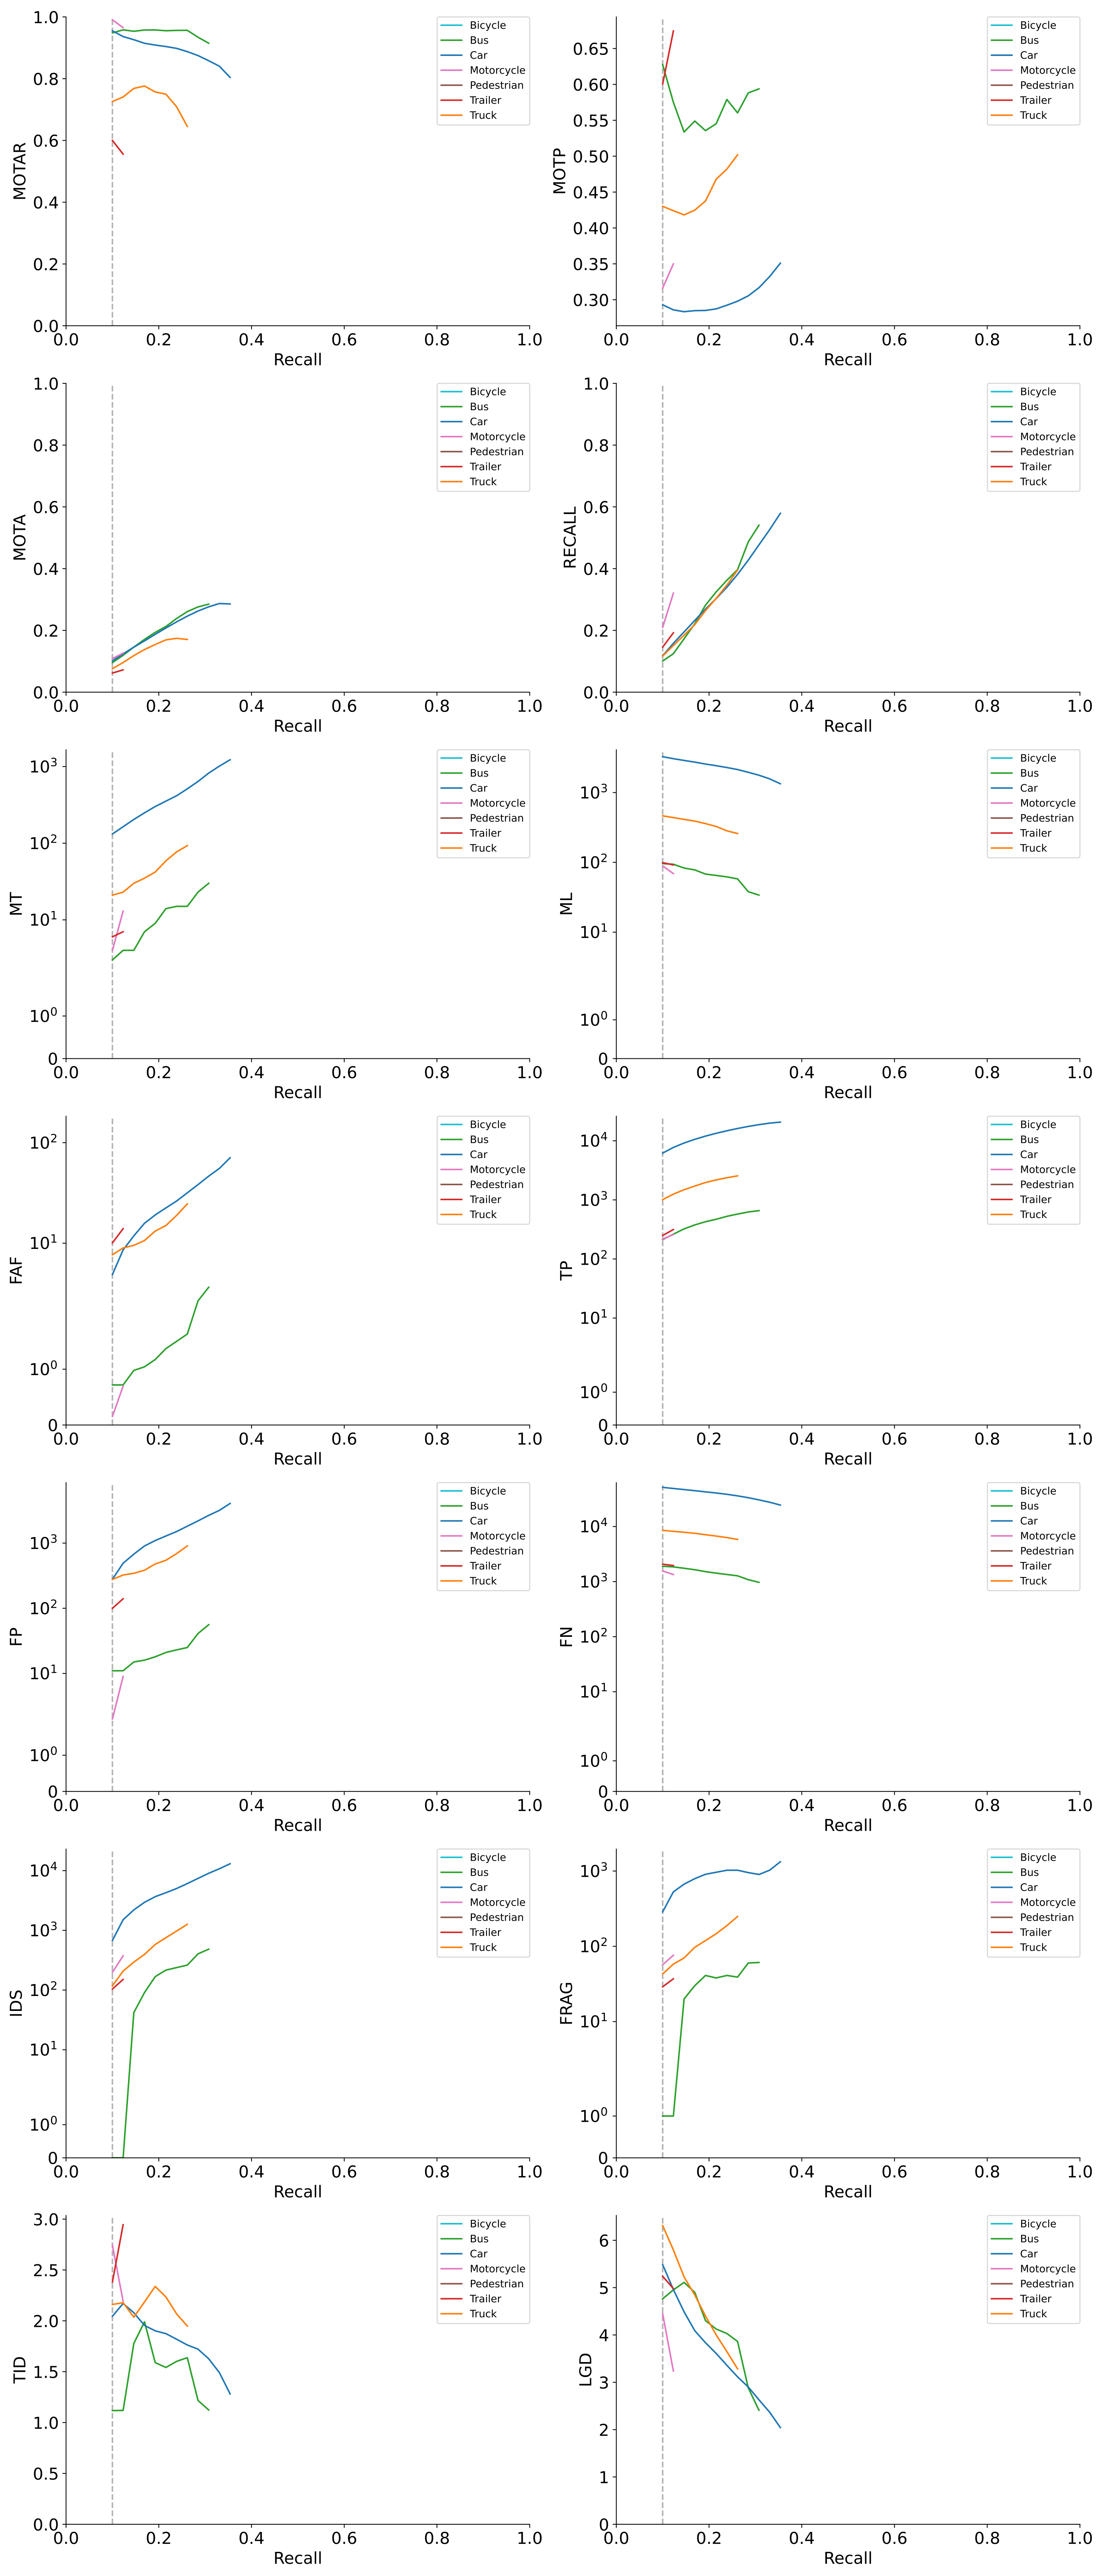 MOTAR
1.0
0.8
0.6
0.4
0.2
0.0
0.0 0.2 0.4 0.6 0.8 1.0
Recall
Bicycle
Bus
Car
Motorcycle
Pedestrian
Trailer
Truck
MOTP
0.65
0.60
0.55
0.50
0.45
0.40
0.35
0.30
0.0 0.2 0.4 0.6 0.8 1.0
Recall
Bicycle
Bus
Car
Motorcycle
Pedestrian
Trailer
Truck
MOTA
1.0
0.8
0.6
0.4
0.2
0.0
0.0 0.2 0.4 0.6 0.8 1.0
Recall
Bicycle
Bus
Car
Motorcycle
Pedestrian
Trailer
Truck
RECALL
1.0
0.8
0.6
0.4
0.2
0.0
0.0 0.2 0.4 0.6 0.8 1.0
Recall
Bicycle
Bus
Car
Motorcycle
Pedestrian
Trailer
Truck
MT
10³
10²
10¹
10⁰
0
0.0 0.2 0.4 0.6 0.8 1.0
Recall
Bicycle
Bus
Car
Motorcycle
Pedestrian
Trailer
Truck
ML
10³
10²
10¹
10⁰
0
0.0 0.2 0.4 0.6 0.8 1.0
Recall
Bicycle
Bus
Car
Motorcycle
Pedestrian
Trailer
Truck
FAF
10²
10¹
10⁰
0
0.0 0.2 0.4 0.6 0.8 1.0
Recall
Bicycle
Bus
Car
Motorcycle
Pedestrian
Trailer
Truck
TP
10⁴
10³
10²
10¹
10⁰
0
0.0 0.2 0.4 0.6 0.8 1.0
Recall
Bicycle
Bus
Car
Motorcycle
Pedestrian
Trailer
Truck
FP
10³
10²
10¹
10⁰
0
0.0 0.2 0.4 0.6 0.8 1.0
Recall
Bicycle
Bus
Car
Motorcycle
Pedestrian
Trailer
Truck
FN
10⁴
10³
10²
10¹
10⁰
0
0.0 0.2 0.4 0.6 0.8 1.0
Recall
Bicycle
Bus
Car
Motorcycle
Pedestrian
Trailer
Truck
IDS
10⁴
10³
10²
10¹
10⁰
0
0.0 0.2 0.4 0.6 0.8 1.0
Recall
Bicycle
Bus
Car
Motorcycle
Pedestrian
Trailer
Truck
FRAG
10³
10²
10¹
10⁰
0
0.0 0.2 0.4 0.6 0.8 1.0
Recall
Bicycle
Bus
Car
Motorcycle
Pedestrian
Trailer
Truck
TID
3.0
2.5
2.0
1.5
1.0
0.5
0.0
0.0 0.2 0.4 0.6 0.8 1.0
Recall
Bicycle
Bus
Car
Motorcycle
Pedestrian
Trailer
Truck
LGD
6
5
4
3
2
1
0
0.0 0.2 0.4 0.6 0.8 1.0
Recall
Bicycle
Bus
Car
Motorcycle
Pedestrian
Trailer
Truck